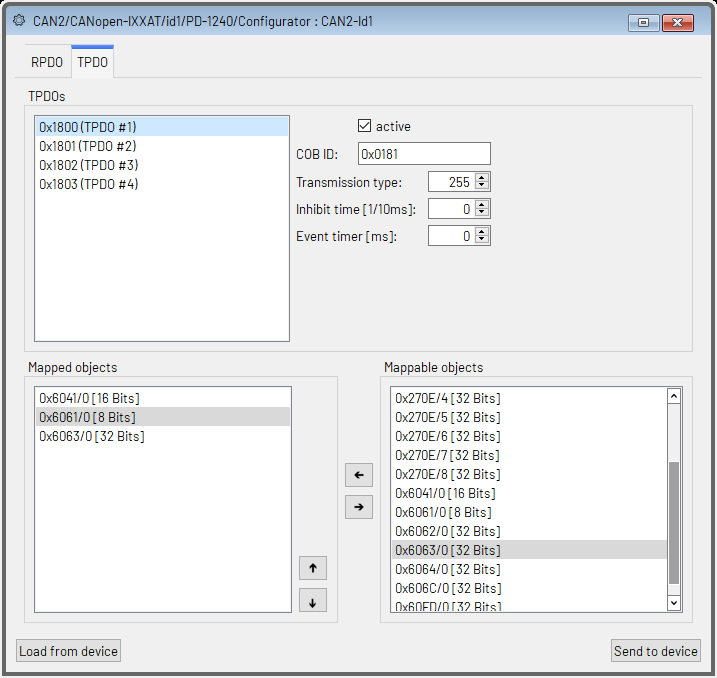 CAN2/CANopen-IXXAT/id1/PD-1240/Configurator : CAN2-Id1
RPDO
TPDO
TPDOs
0x1800 (TPDO #1)
0x1801 (TPDO #2)
0x1802 (TPDO #3)
0x1803 (TPDO #4)
active
COB ID:
0x0181
Transmission type:
255
Inhibit time [1/10ms]:
0
Event timer [ms]:
0
Mapped objects
0x6041/0 [16 Bits]
0x6061/0 [8 Bits]
0x6063/0 [32 Bits]
Mappable objects
0x270E/4 [32 Bits]
0x270E/5 [32 Bits]
0x270E/6 [32 Bits]
0x270E/7 [32 Bits]
0x270E/8 [32 Bits]
0x6041/0 [16 Bits]
0x6061/0 [8 Bits]
0x6062/0 [32 Bits]
0x6063/0 [32 Bits]
0x6064/0 [32 Bits]
0x606C/0 [32 Bits]
0x60FD/0 [32 Bits]
Load from device
Send to device